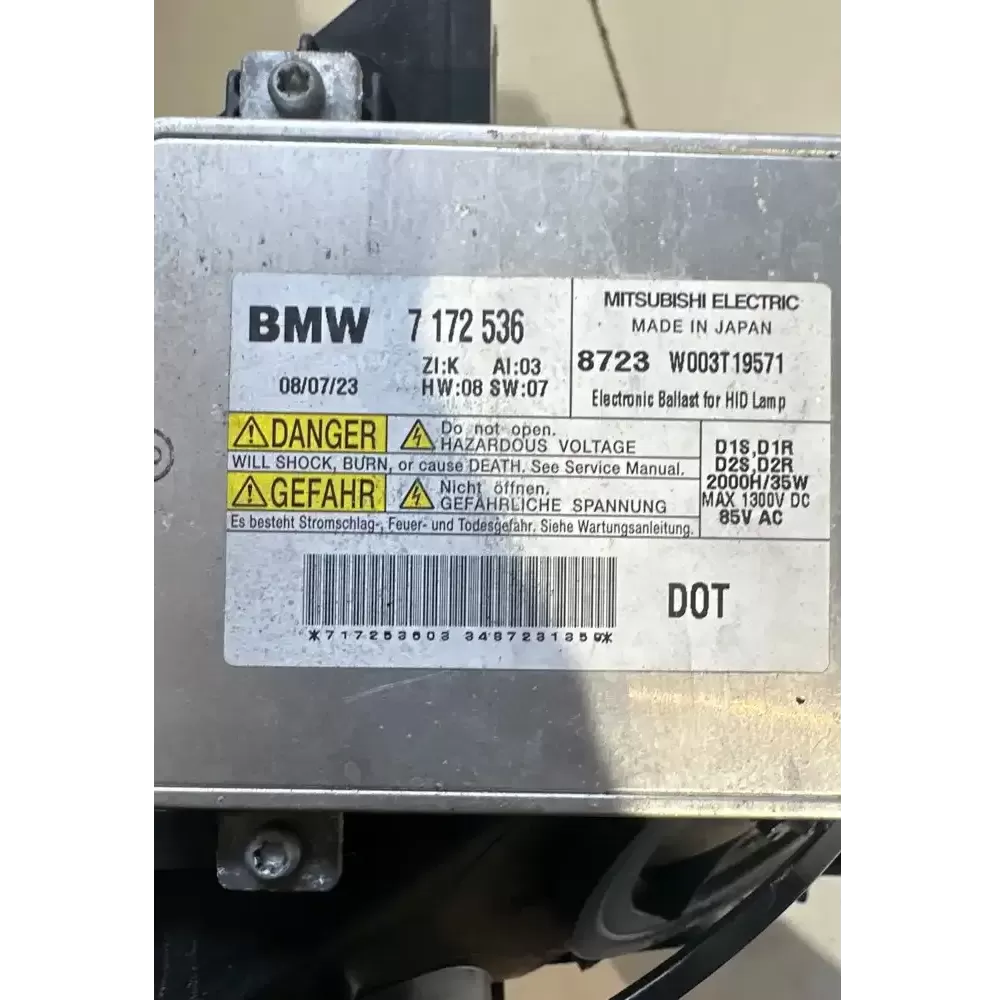 BMW 7 172 536
ZI:K AI:03
08/07/23 HW:08 SW:07
MITSUBISHI ELECTRIC
MADE IN JAPAN
8723 W003T19571
Electronic Ballast for HID Lamp
DANGER
Do not open.
HAZARDOUS VOLTAGE
WILL SHOCK, BURN, or cause DEATH. See Service Manual.
GEFAHR
Nicht öffnen.
GEFÄHRLICHE SPANNUNG
Es besteht Stromschlag-, Feuer- und Todesgefahr. Siehe Wartungsanleitung.
D1S,D1R
D2S,D2R
2000H/35W
MAX 1300V DC
85V AC
*717253603 3487231359*
DOT